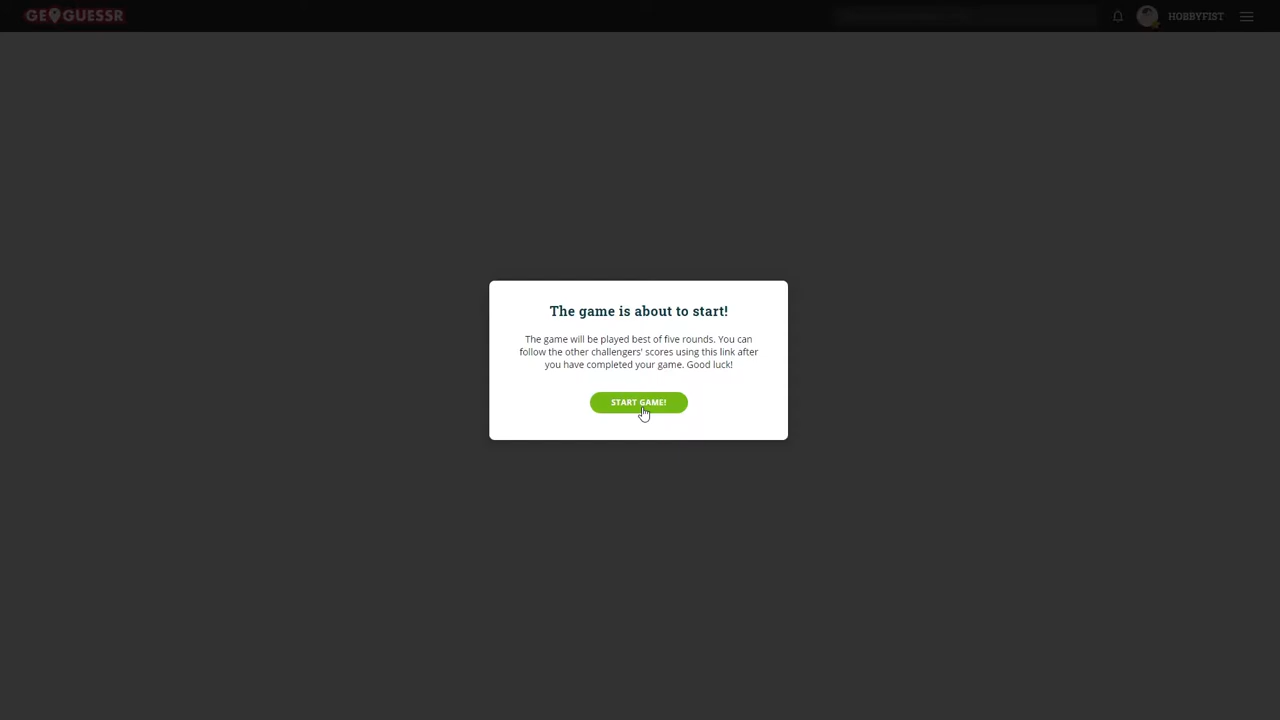 GEOGUESSR
HOBBYFIST
The game is about to start!
The game will be played best of five rounds. You can
follow the other challengers' scores using this link after
you have completed your game. Good luck!
START GAME!